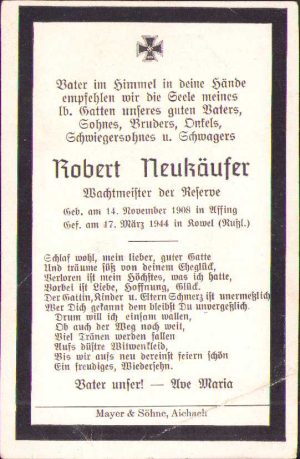 Vater im Himmel in deine Hände
empfehlen wir die Seele meines
lb. Gatten unseres guten Vaters,
Sohnes, Bruders, Onkels,
Schwiegersohnes u. Schwagers
Robert Neukäufer
Wachtmeister der Reserve
Geb. am 14. November 1908 in Affing
Gef. am 17. März 1944 in Kowel (Rußl.)
Schlaf wohl, mein lieber, guter Gatte
Und träume süß von deinem Eheglück,
Verloren ist mein Höchstes, was ich hatte,
Vorbei ist Liebe, Hoffnung, Glück.
Der Gattin, Kinder u. Eltern Schmerz ist unermeßlich
Wer Dich gekannt dem bleibst Du unvergeßlich.
Drum will ich einsam wallen
Ob auch der Weg noch weit,
Viel Tränen werden fallen
Aufs düstre Witwenkleid,
Bis wir aufs neu dereinst feiern schön
Ein freudiges, Wiedersehn.
Vater unser! — Ave Maria
Mayer & Söhne, Aichach